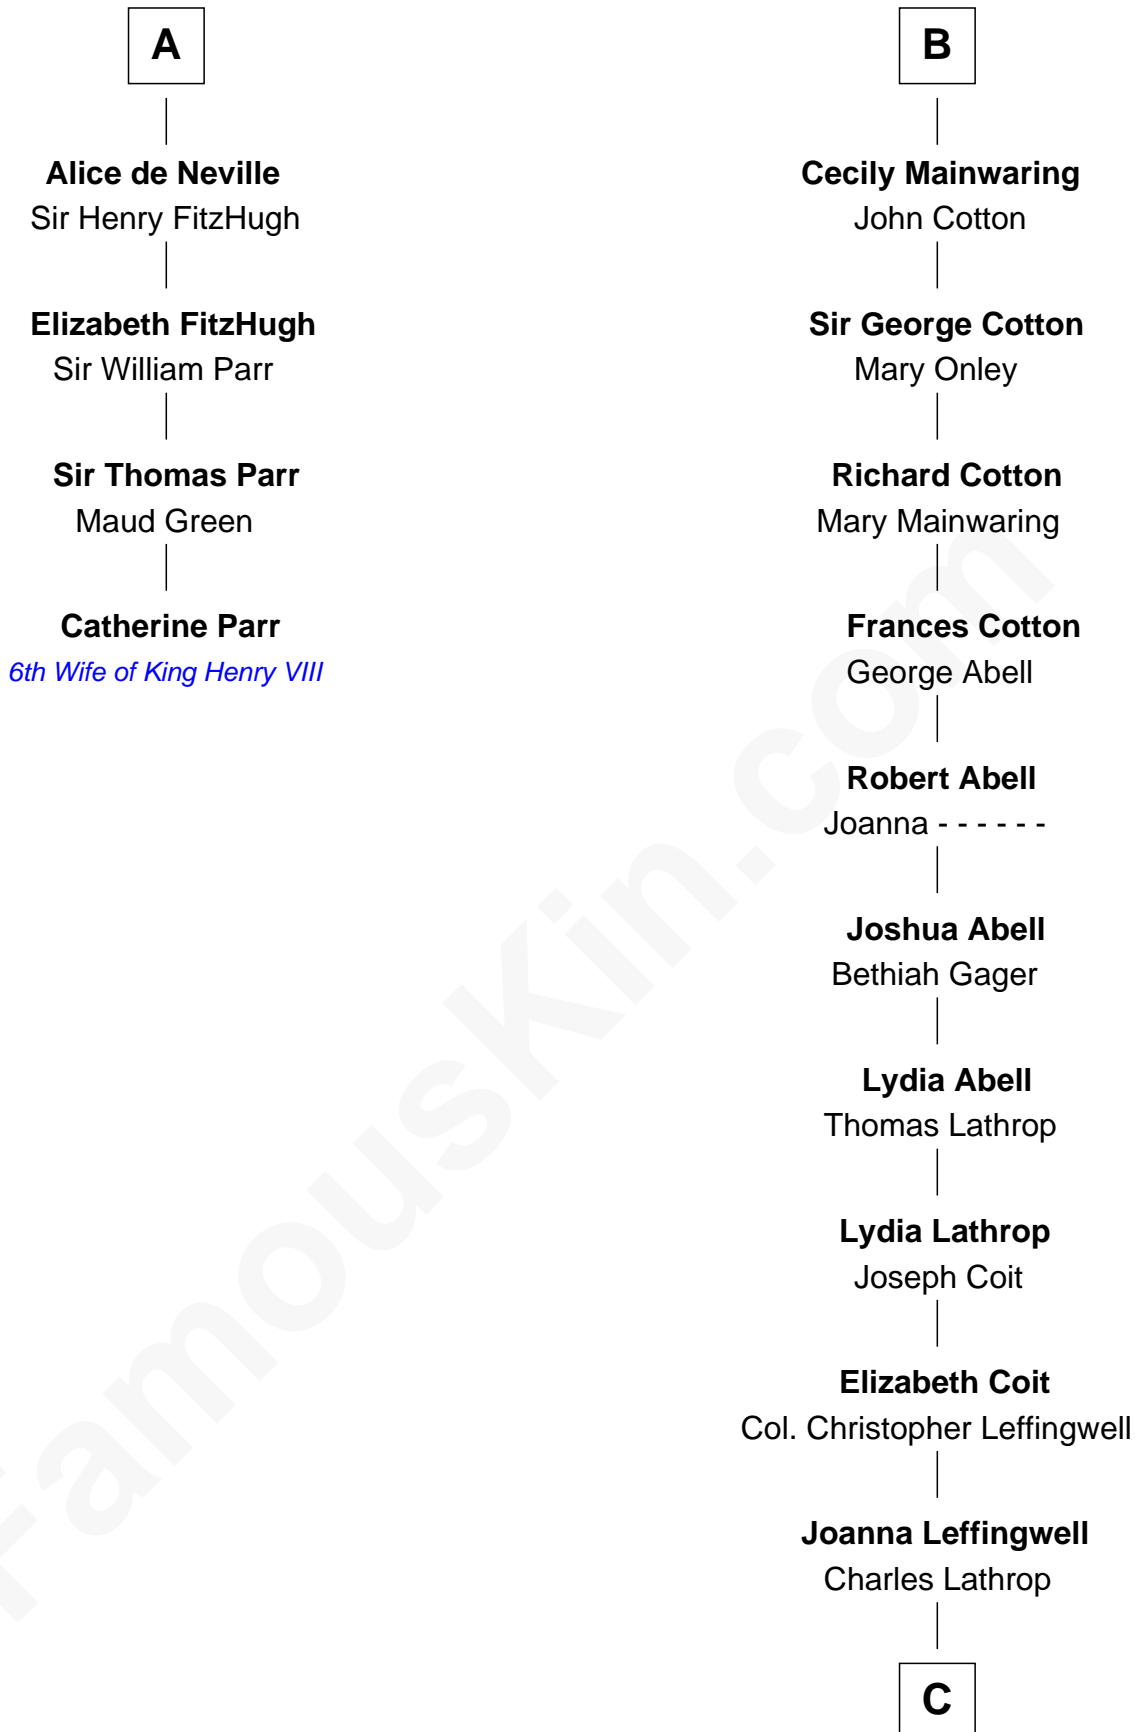 A
Alice de Neville
Sir Henry FitzHugh
Elizabeth FitzHugh
Sir William Parr
Sir Thomas Parr
Maud Green
Catherine Parr
6th Wife of King Henry VIII
B
Cecily Mainwaring
John Cotton
Sir George Cotton
Mary Onley
Richard Cotton
Mary Mainwaring
Frances Cotton
George Abell
Robert Abell
Joanna - - - - - -
Joshua Abell
Bethiah Gager
Lydia Abell
Thomas Lathrop
Lydia Lathrop
Joseph Coit
Elizabeth Coit
Col. Christopher Leffingwell
Joanna Leffingwell
Charles Lathrop
C
FamousKin.com